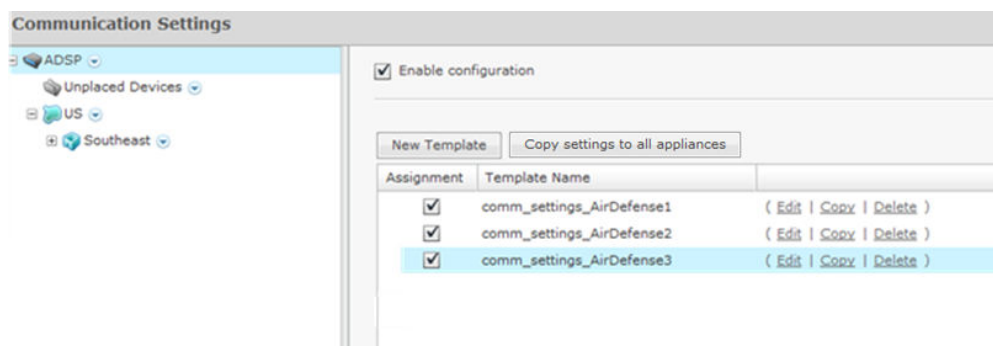 Communication Settings
ADSP
Unplaced Devices
US
Southeast
Enable configuration
New Template
Copy settings to all appliances
Assignment Template Name
comm_settings_AirDefense1 ( Edit | Copy | Delete )
comm_settings_AirDefense2 ( Edit | Copy | Delete )
comm_settings_AirDefense3 ( Edit | Copy | Delete )